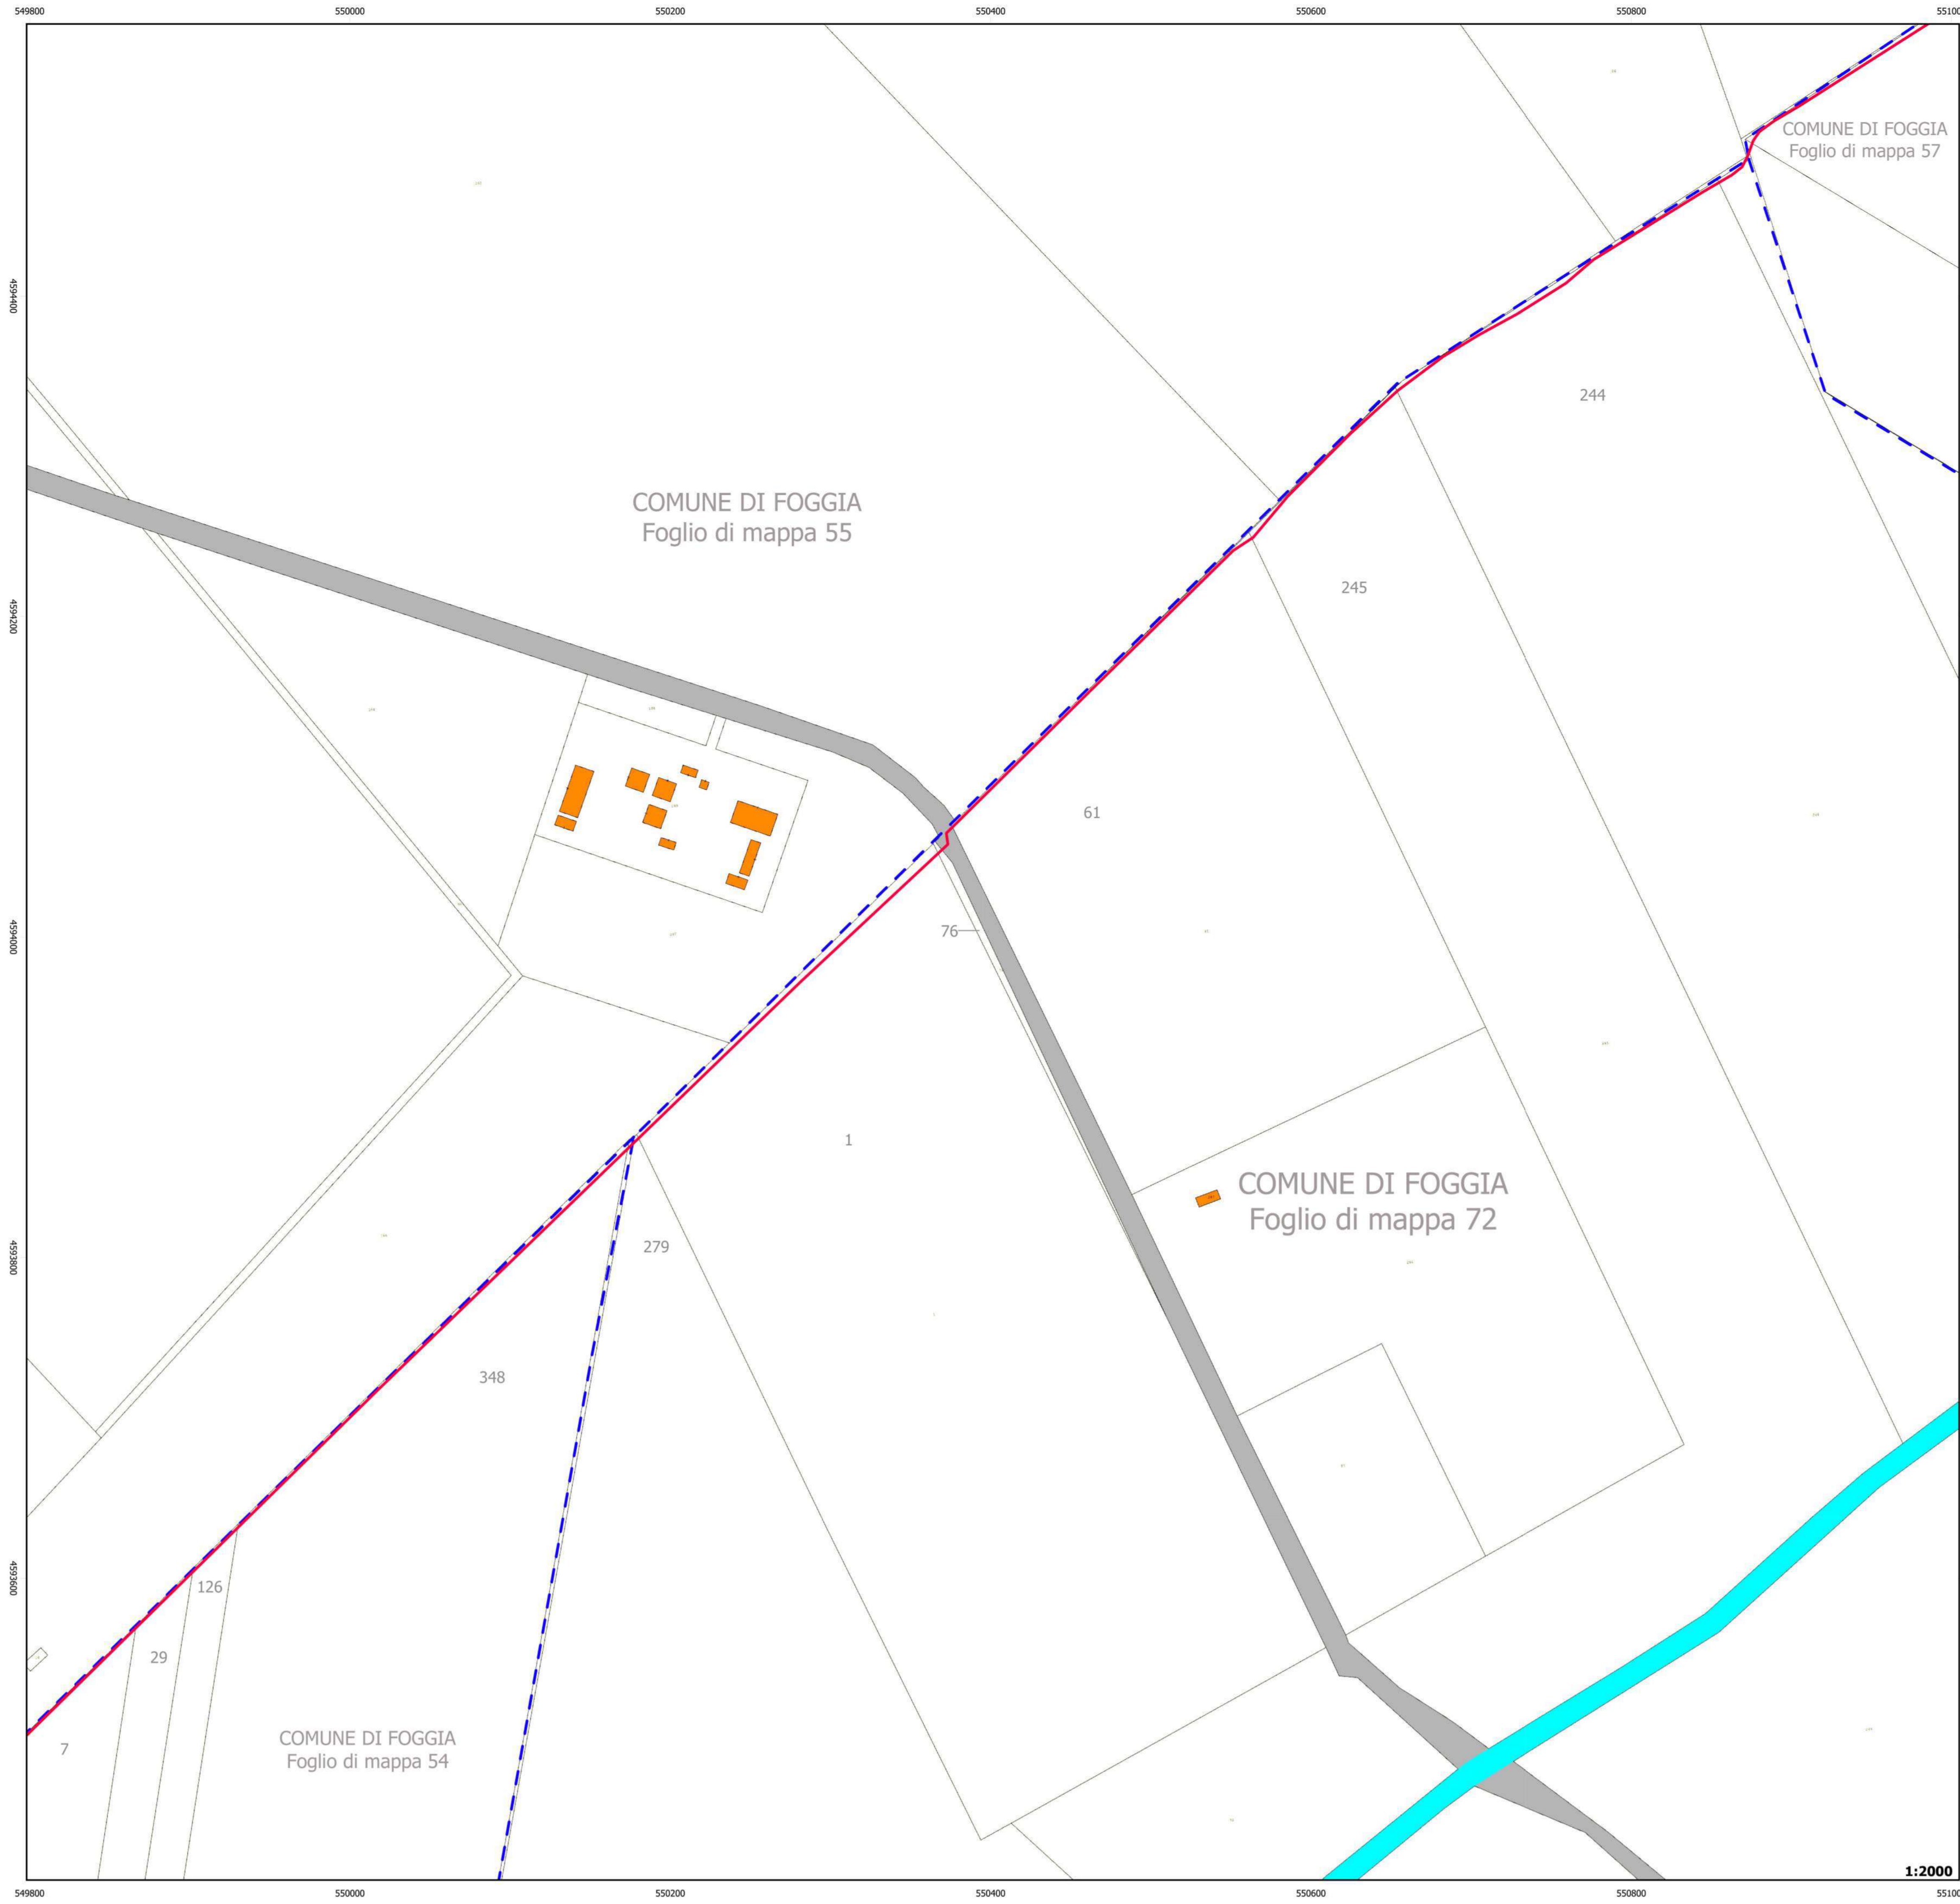 549800 550000 550200 550400 550600 550800
COMUNE DI FOGGIA
Foglio di mappa 57
4594400
244
COMUNE DI FOGGIA
Foglio di mappa 55
245
4594200
61
76
4594000
1
COMUNE DI FOGGIA
Foglio di mappa 72
279
4593800
348
126
4593600
29
COMUNE DI FOGGIA
Foglio di mappa 54
7
1:2000
549800 550000 550200 550400 550600 550800